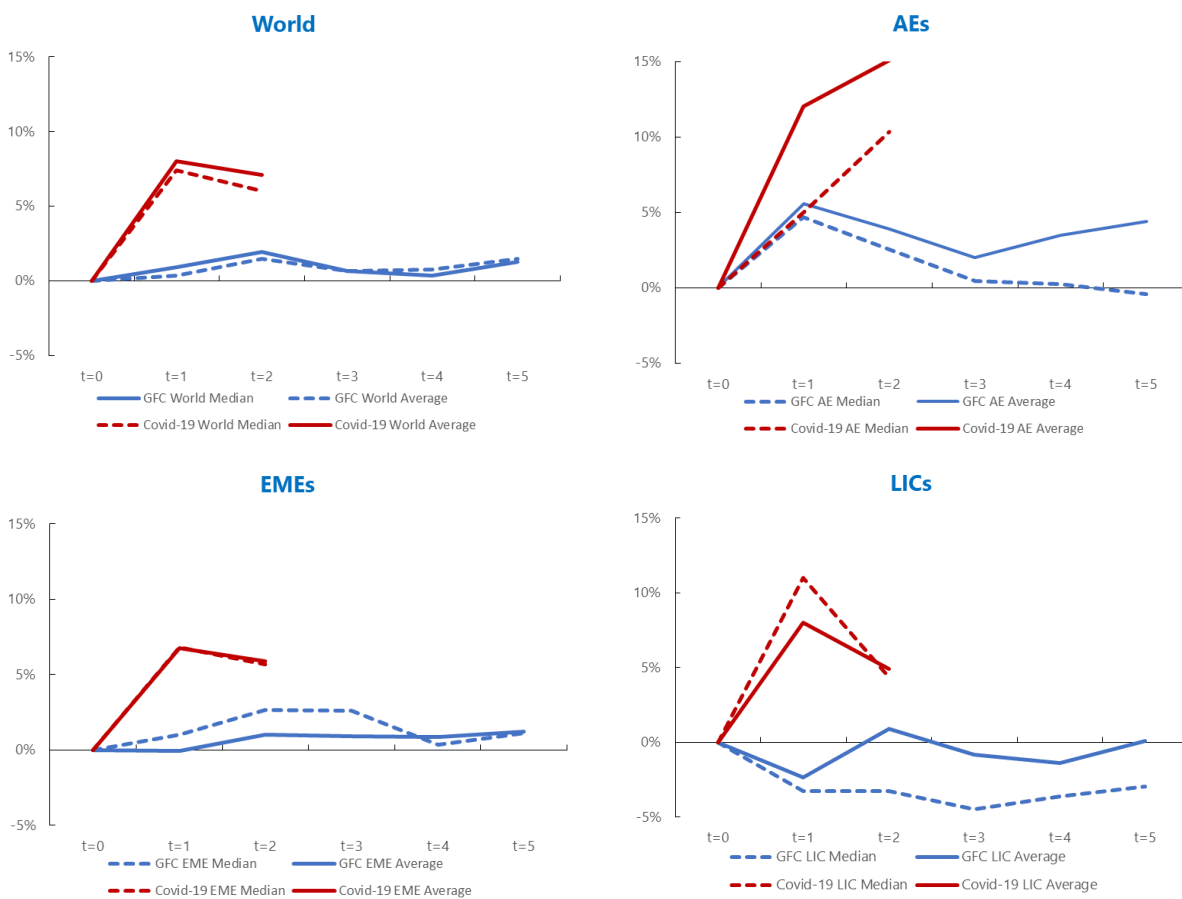 World
15%
10%
5%
0%
-5%
t=0 t=1 t=2 t=3 t=4 t=5
GFC World Median GFC World Average
Covid-19 World Median Covid-19 World Average
AEs
15%
10%
5%
0%
-5%
t=0 t=1 t=2 t=3 t=4 t=5
GFC AE Median GFC AE Average
Covid-19 AE Median Covid-19 AE Average
EMEs
15%
10%
5%
0%
-5%
t=0 t=1 t=2 t=3 t=4 t=5
GFC EME Median GFC EME Average
Covid-19 EME Median Covid-19 EME Average
LICs
15%
10%
5%
0%
-5%
t=0 t=1 t=2 t=3 t=4 t=5
GFC LIC Median GFC LIC Average
Covid-19 LIC Median Covid-19 LIC Average